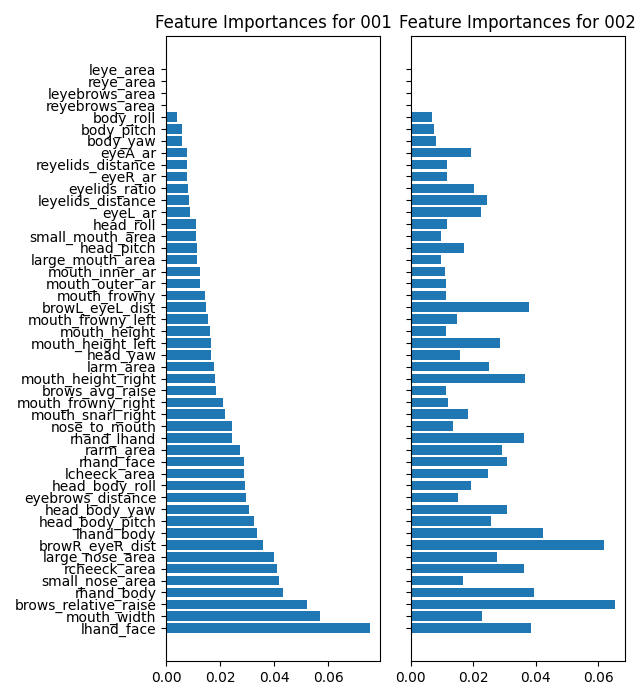 Feature Importances for 001 Feature Importances for 002
leye_area
reye_area
leyebrows_area
reyebrows_area
body_roll
body_pitch
body_yaw
eyeA_ar
reyelids_distance
eyeR_ar
eyelids_ratio
leyelids_distance
eyeL_ar
head_roll
small_mouth_area
head_pitch
large_mouth_area
mouth_inner_ar
mouth_outer_ar
mouth_frowny
browL_eyeL_dist
mouth_frowny_left
mouth_height
mouth_height_left
head_yaw
larm_area
mouth_height_right
brows_avg_raise
mouth_frowny_right
mouth_snarl_right
nose_to_mouth
rhand_lhand
rarm_area
rhand_face
lcheeck_area
head_body_roll
eyebrows_distance
head_body_yaw
head_body_pitch
lhand_body
browR_eyeR_dist
large_nose_area
rcheeck_area
small_nose_area
rhand_body
brows_relative_raise
mouth_width
lhand_face
0.00 0.02 0.04 0.06 0.00 0.02 0.04 0.06